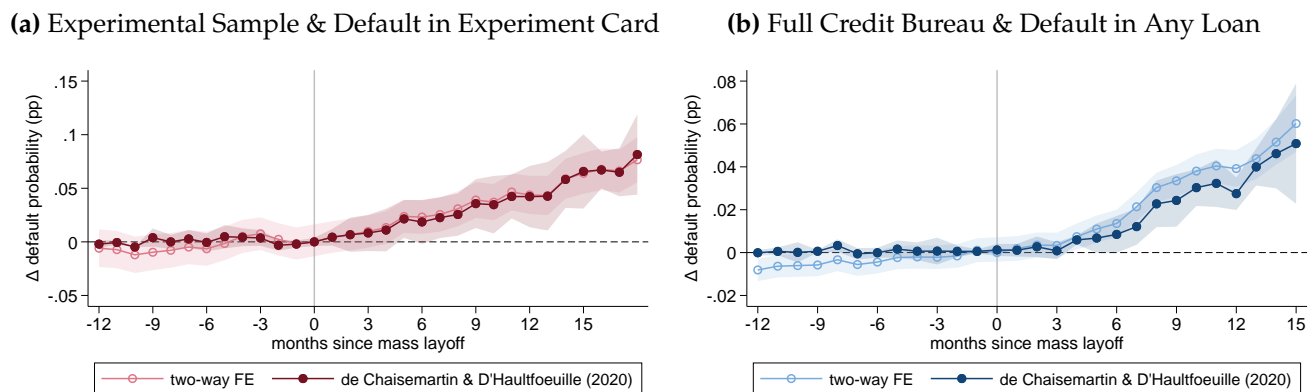 (a) Experimental Sample & Default in Experiment Card
Δ default probability (pp)
.15
.1
.05
0
-.05
-12 -9 -6 -3 0 3 6 9 12 15
months since mass layoff
two-way FE de Chaisemartin & D'Haultfoeuille (2020)
(b) Full Credit Bureau & Default in Any Loan
Δ default probability (pp)
.08
.06
.04
.02
0
-.02
-12 -9 -6 -3 0 3 6 9 12 15
months since mass layoff
two-way FE de Chaisemartin & D'Haultfoeuille (2020)